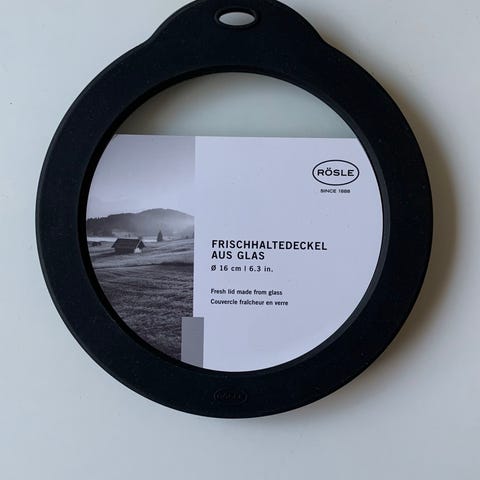 RÖSLE
SINCE 1888
FRISCHHALTEDECKEL
AUS GLAS
Ø 16 cm I 6.3 in.
Fresh lid made from glass
Couvercle fraîcheur en verre
RÖSLE